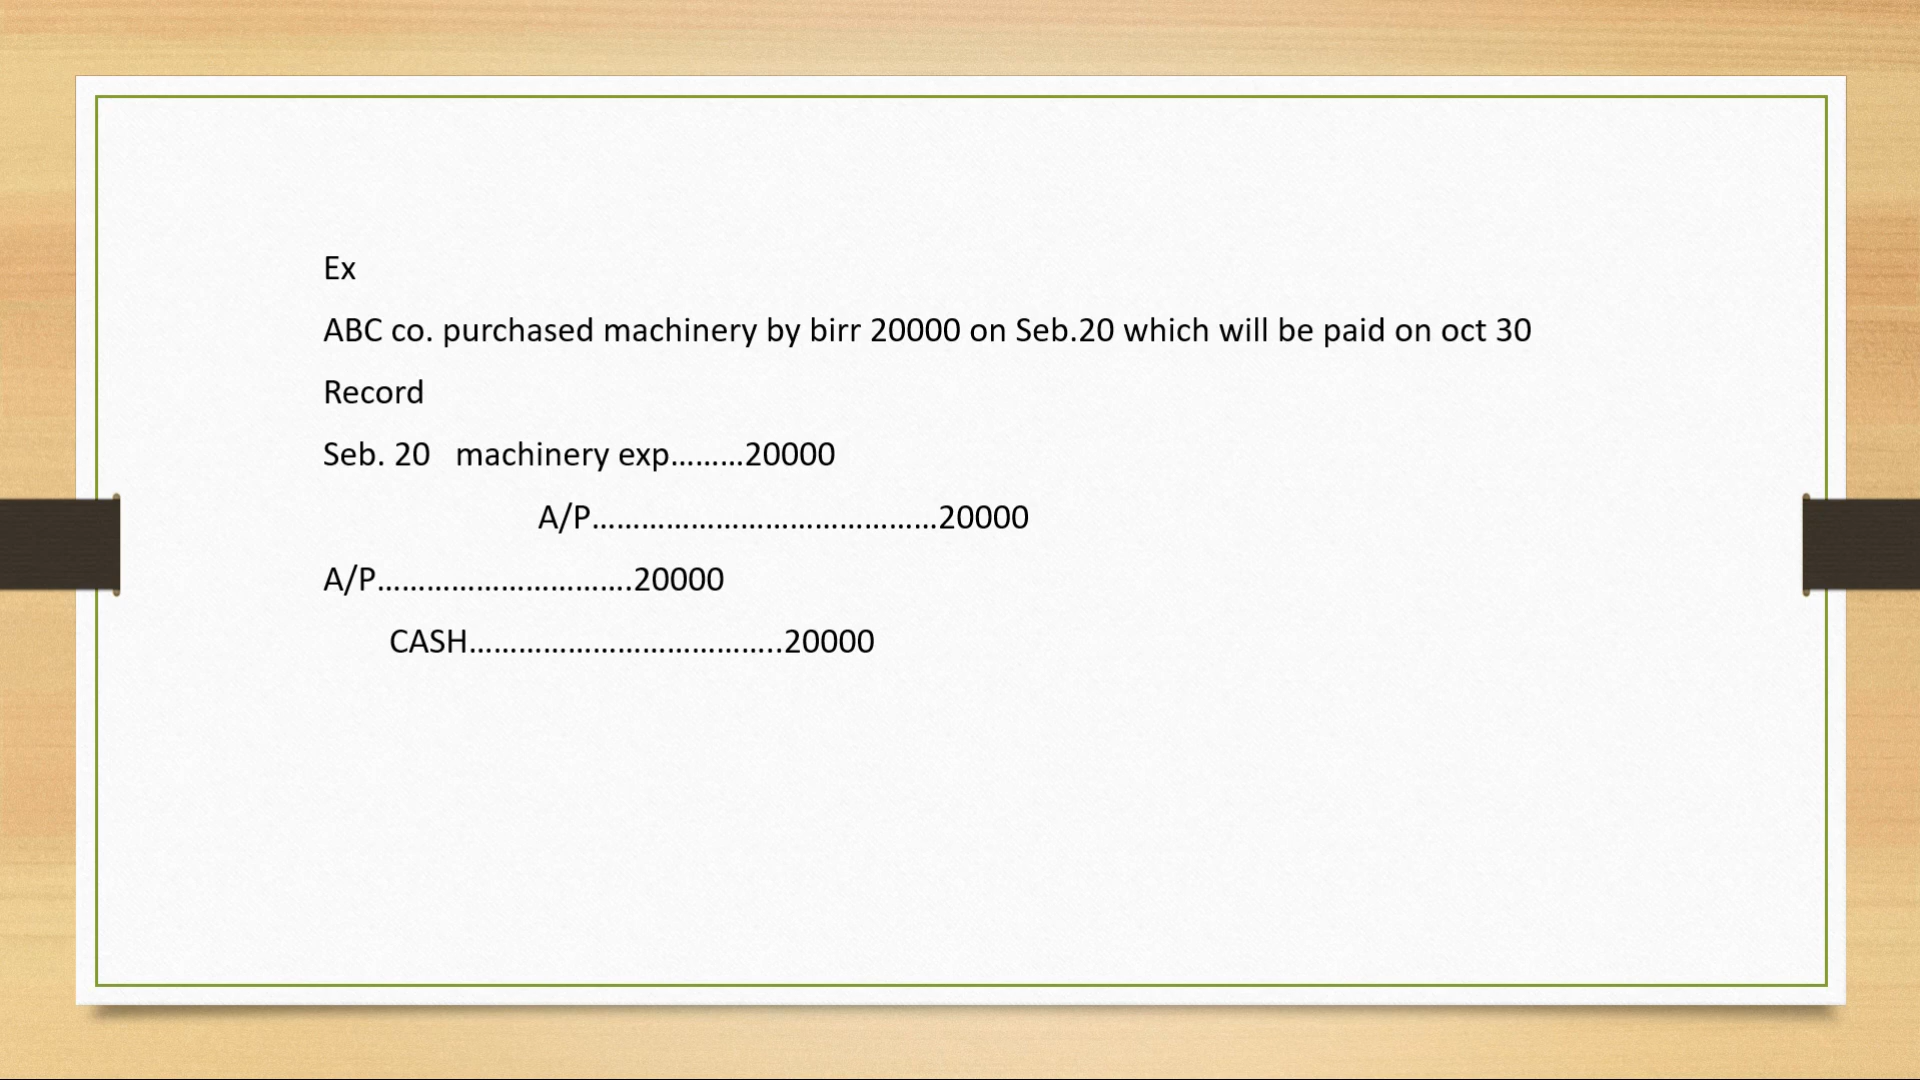 Ex
ABC co. purchased machinery by birr 20000 on Seb.20 which will be paid on oct 30
Record
Seb. 20   machinery exp………20000
A/P……………………………………20000
A/P………………………….20000
CASH………………………………..20000